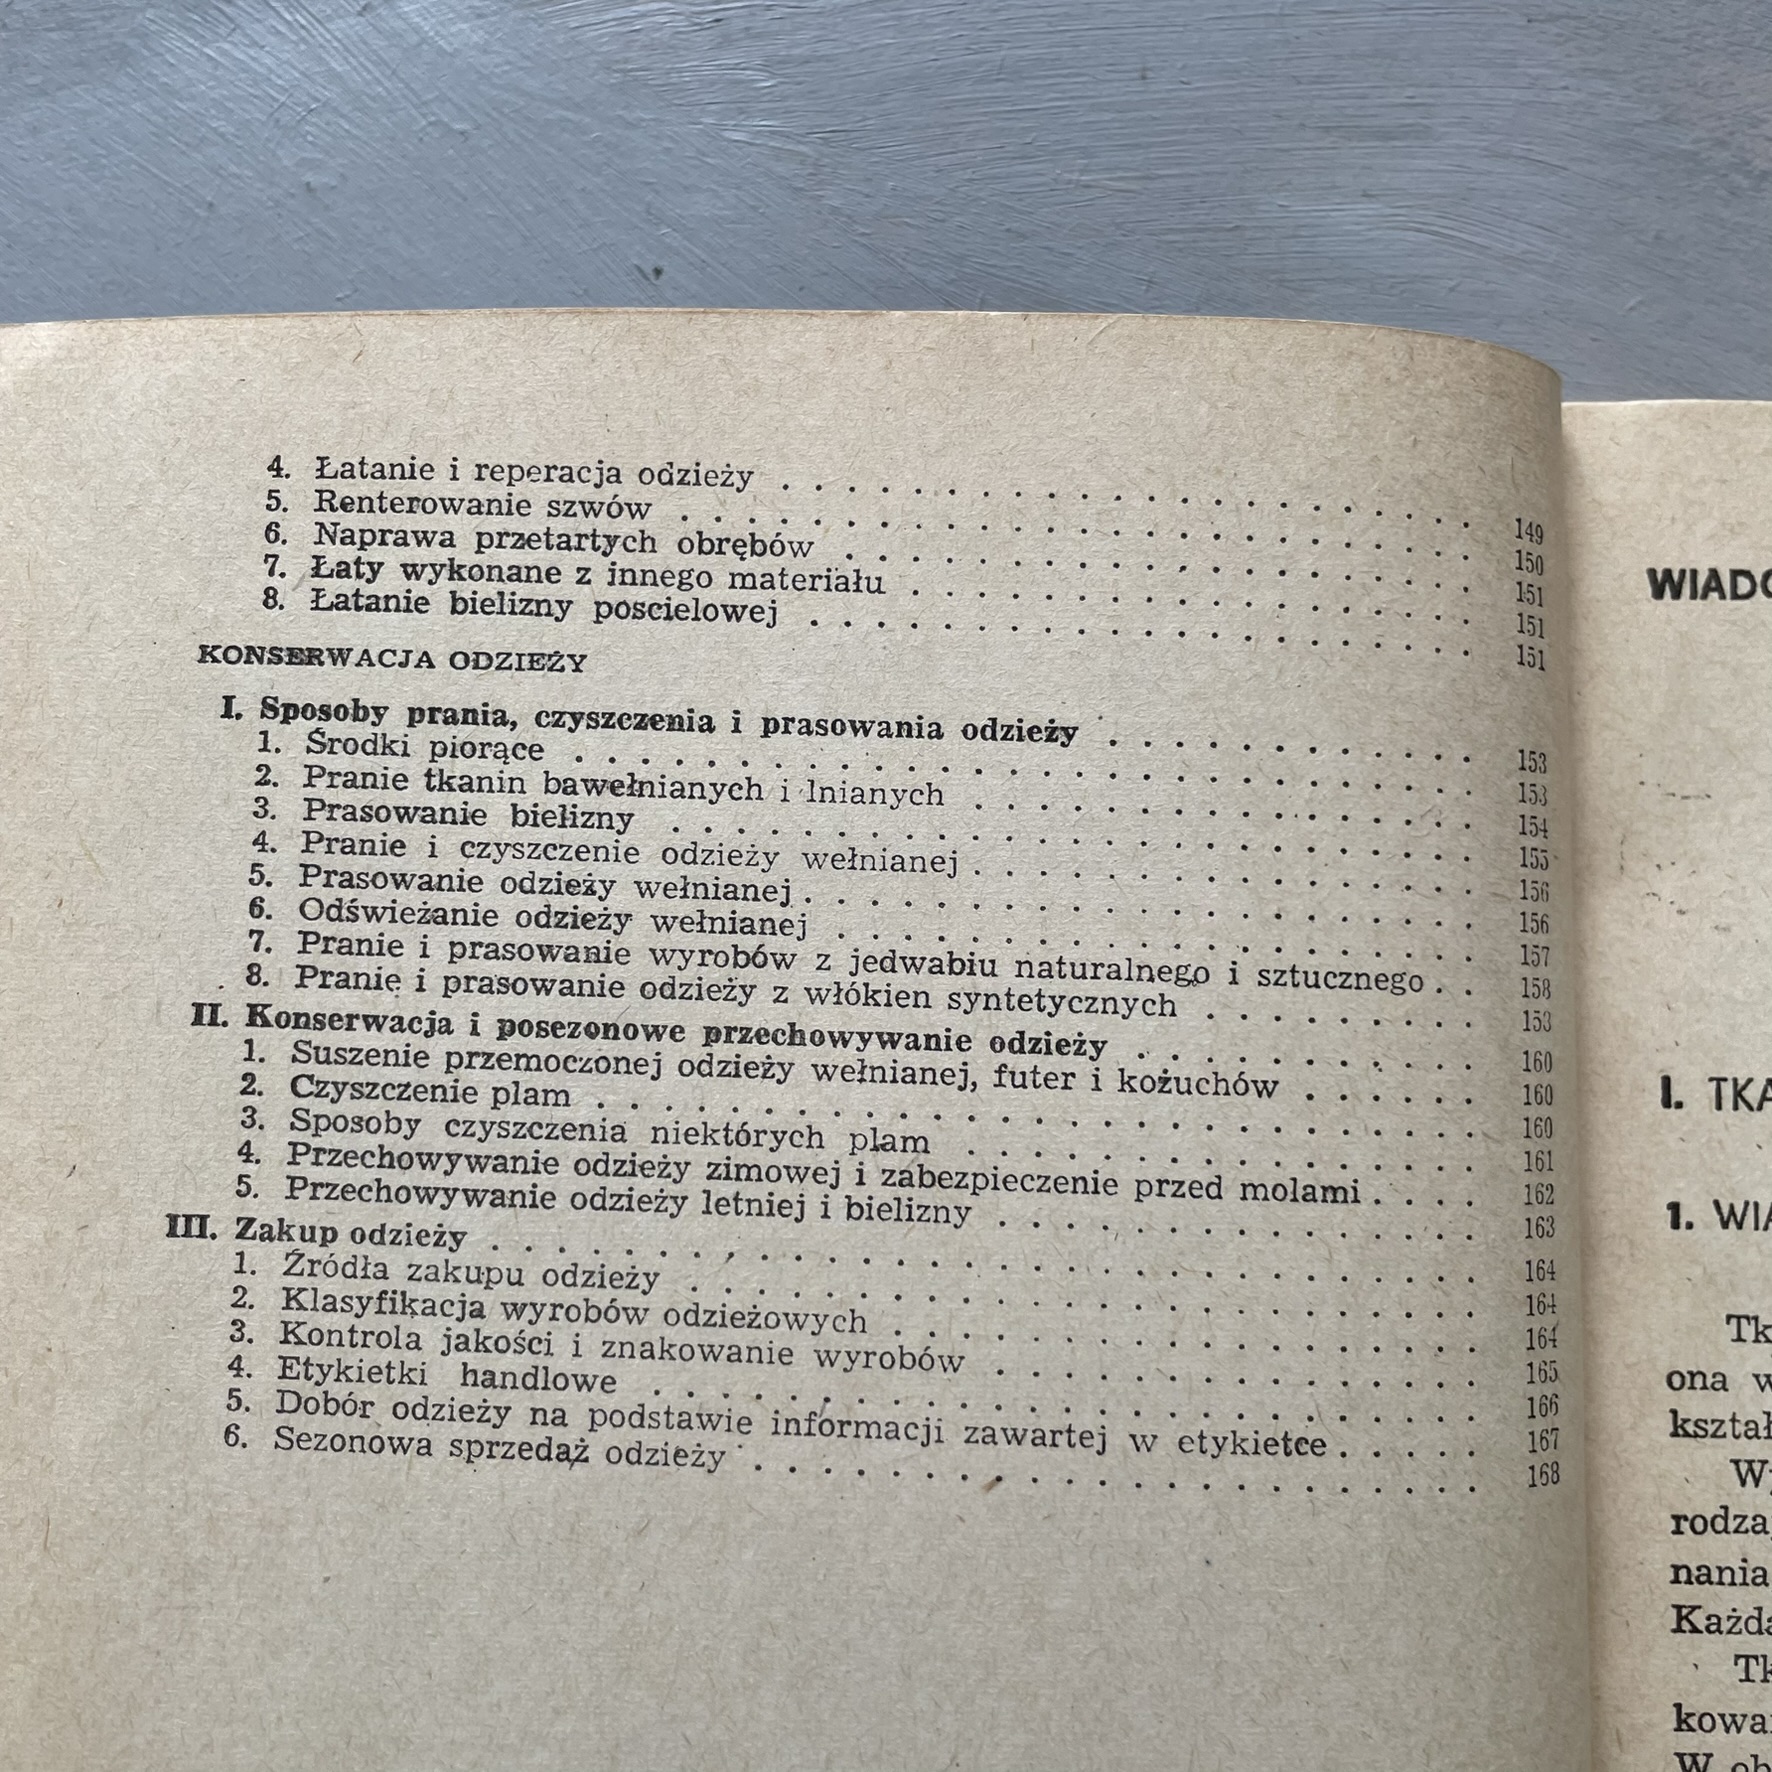 4. Łatanie i reperacja odzieży . . . . . . . . . . . . . . . . . . . . . 149
5. Renterowanie szwów . . . . . . . . . . . . . . . . . . . . . . . . 150
6. Naprawa przetartych obrębów . . . . . . . . . . . . . . . . . . . 151
7. Łaty wykonane z innego materiału . . . . . . . . . . . . . . . . . 151
8. Łatanie bielizny poscielowej . . . . . . . . . . . . . . . . . . . . 151
KONSERWACJA ODZIEŻY
I. Sposoby prania, czyszczenia i prasowania odzieży . . . . . . . . . . . 153
1. Środki piorące . . . . . . . . . . . . . . . . . . . . . . . . . . . 153
2. Pranie tkanin bawełnianych i lnianych . . . . . . . . . . . . . . . 154
3. Prasowanie bielizny . . . . . . . . . . . . . . . . . . . . . . . . 155
4. Pranie i czyszczenie odzieży wełnianej . . . . . . . . . . . . . . . 156
5. Prasowanie odzieży wełnianej . . . . . . . . . . . . . . . . . . . . 156
6. Odświeżanie odzieży wełnianej . . . . . . . . . . . . . . . . . . . 157
7. Pranie i prasowanie wyrobów z jedwabiu naturalnego i sztucznego . . 158
8. Pranie i prasowanie odzieży z włókien syntetycznych . . . . . . . . . 153
II. Konserwacja i posezonowe przechowywanie odzieży . . . . . . . . . . 160
1. Suszenie przemoczonej odzieży wełnianej, futer i kożuchów . . . . . . 160
2. Czyszczenie plam . . . . . . . . . . . . . . . . . . . . . . . . . . 160
3. Sposoby czyszczenia niektórych plam . . . . . . . . . . . . . . . . 161
4. Przechowywanie odzieży zimowej i zabezpieczenie przed molami . . . . 162
5. Przechowywanie odzieży letniej i bielizny . . . . . . . . . . . . . . . 163
III. Zakup odzieży . . . . . . . . . . . . . . . . . . . . . . . . . . . . . 164
1. Źródła zakupu odzieży . . . . . . . . . . . . . . . . . . . . . . . . 164
2. Klasyfikacja wyrobów odzieżowych . . . . . . . . . . . . . . . . . . 164
3. Kontrola jakości i znakowanie wyrobów . . . . . . . . . . . . . . . 165
4. Etykietki handlowe . . . . . . . . . . . . . . . . . . . . . . . . . 166
5. Dobór odzieży na podstawie informacji zawartej w etykietce . . . . . 167
6. Sezonowa sprzedaż odzieży . . . . . . . . . . . . . . . . . . . . . . 168
I.
1.
ona